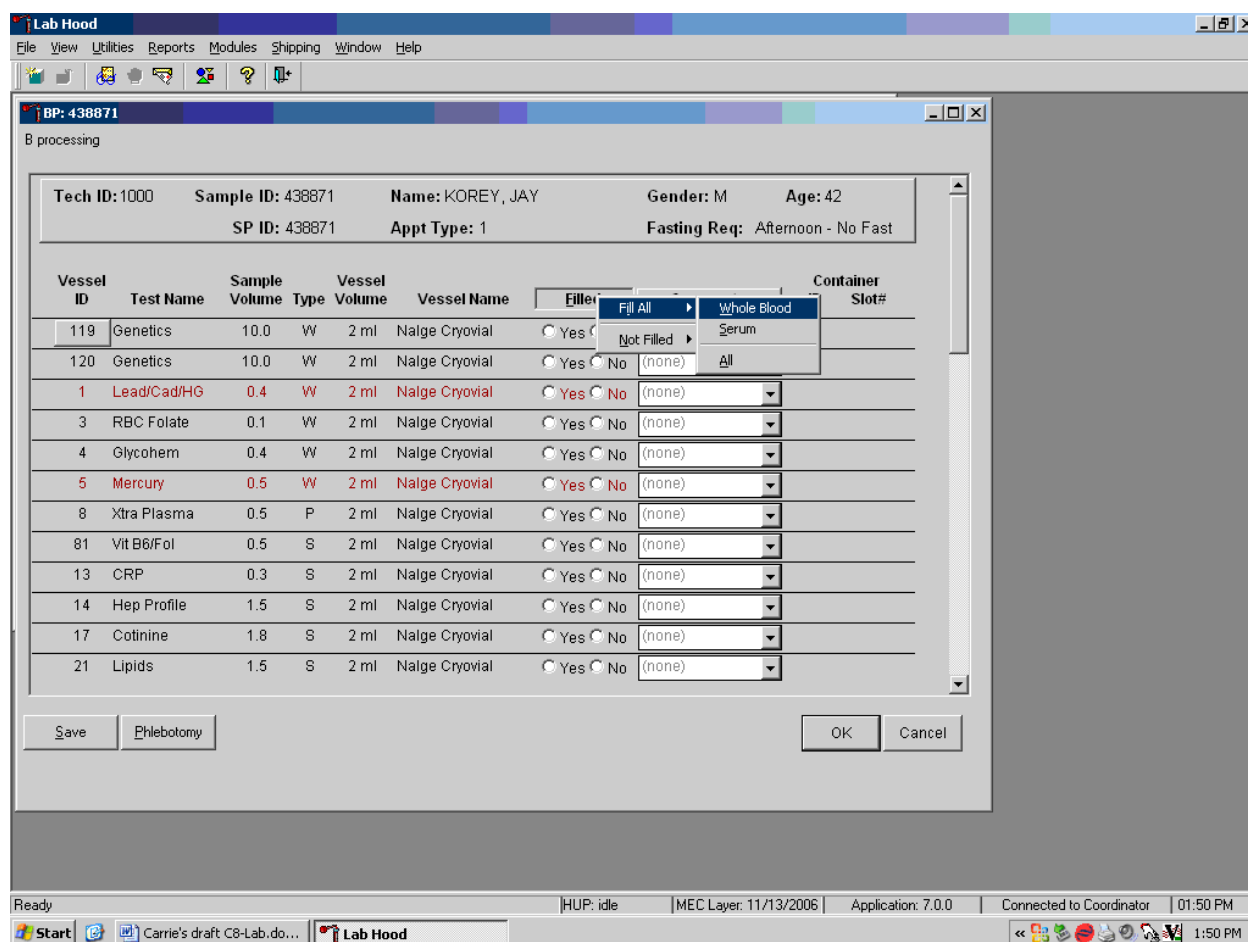 Lab Hood
File View Utilities Reports Modules Shipping Window Help
BP: 438871
B processing
Tech ID: 1000 Sample ID: 438871 Name: KOREY, JAY Gender: M Age: 42
SP ID: 438871 Appt Type: 1 Fasting Req: Afternoon - No Fast
Vessel Sample Vessel Container
ID Test Name Volume Type Volume Vessel Name Filled Slot#
Fill All Whole Blood
119 Genetics 10.0 W 2 ml Nalge Cryovial Yes Serum
Not Filled
120 Genetics 10.0 W 2 ml Nalge Cryovial Yes No (none) All
1 Lead/Cad/HG 0.4 W 2 ml Nalge Cryovial Yes No (none)
3 RBC Folate 0.1 W 2 ml Nalge Cryovial Yes No (none)
4 Glycohem 0.4 W 2 ml Nalge Cryovial Yes No (none)
5 Mercury 0.5 W 2 ml Nalge Cryovial Yes No (none)
8 Xtra Plasma 0.5 P 2 ml Nalge Cryovial Yes No (none)
81 Vit B6/Fol 0.5 S 2 ml Nalge Cryovial Yes No (none)
13 CRP 0.3 S 2 ml Nalge Cryovial Yes No (none)
14 Hep Profile 1.5 S 2 ml Nalge Cryovial Yes No (none)
17 Cotinine 1.8 S 2 ml Nalge Cryovial Yes No (none)
21 Lipids 1.5 S 2 ml Nalge Cryovial Yes No (none)
Save Phlebotomy OK Cancel
Ready HUP: idle MEC Layer: 11/13/2006 Application: 7.0.0 Connected to Coordinator 01:50 PM
Start Carrie's draft C8-Lab.do... Lab Hood « 1:50 PM